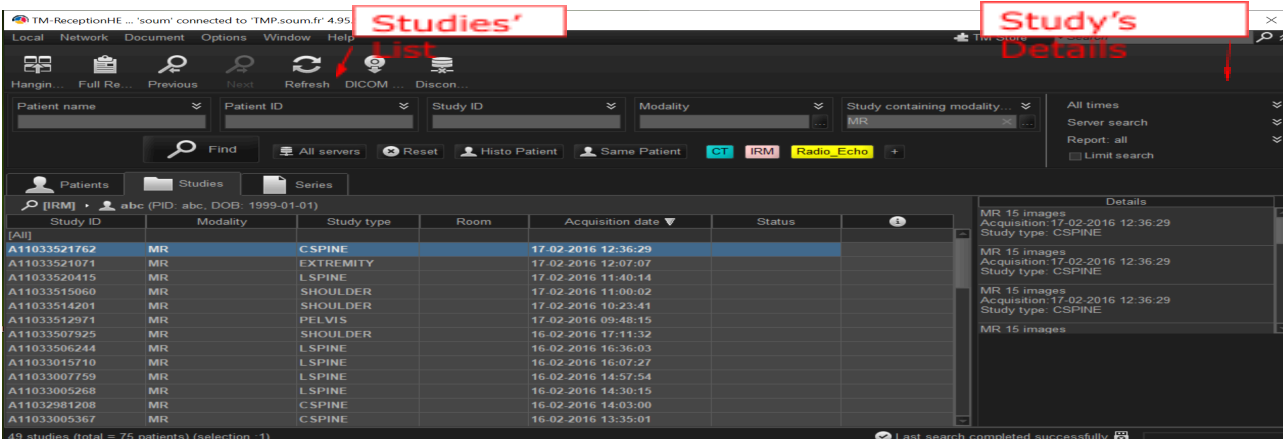 TM-ReceptionHE ... 'soum' connected to 'TMP.soum.fr' 4.95.
Studies' List
Study's Details
Local Network Document Options Window Help
TM Store
Search
Hangin... Full Re... Previous Next Refresh DICOM ... Discon...
Patient name Patient ID Study ID Modality Study containing modality...
MR
All times
Server search
Report: all
Limit search
Find All servers Reset Histo Patient Same Patient CT IRM Radio_Echo +
Patients Studies Series
[IRM] abc (PID: abc, DOB: 1999-01-01)
Study ID Modality Study type Room Acquisition date Status
[All]
A11033521762 MR CSPINE 17-02-2016 12:36:29
A11033521071 MR EXTREMITY 17-02-2016 12:07:07
A11033520415 MR LSPINE 17-02-2016 11:40:14
A11033515060 MR SHOULDER 17-02-2016 11:00:02
A11033514201 MR SHOULDER 17-02-2016 10:23:41
A11033512971 MR PELVIS 17-02-2016 09:48:15
A11033507925 MR SHOULDER 16-02-2016 17:11:32
A11033506244 MR LSPINE 16-02-2016 16:36:03
A11033015710 MR LSPINE 16-02-2016 16:07:27
A11033007759 MR LSPINE 16-02-2016 14:57:54
A11033005268 MR LSPINE 16-02-2016 14:30:15
A11032981208 MR CSPINE 16-02-2016 14:03:00
A11033005367 MR CSPINE 16-02-2016 13:35:01
Details
MR 15 images
Acquisition:17-02-2016 12:36:29
Study type: CSPINE
MR 15 images
Acquisition:17-02-2016 12:36:29
Study type: CSPINE
MR 15 images
Acquisition:17-02-2016 12:36:29
Study type: CSPINE
MR 15 images
49 studies (total = 75 patients) (selection :1)
Last search completed successfully